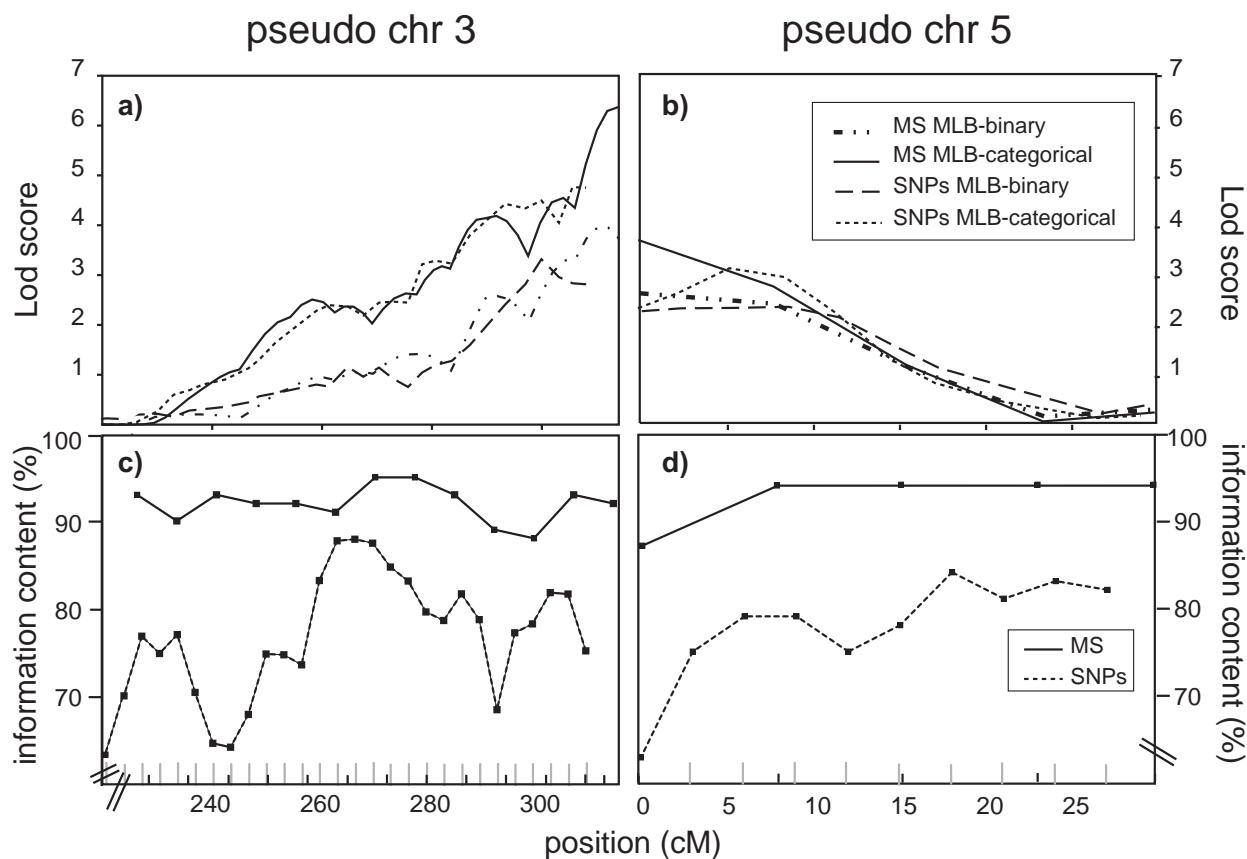 pseudo chr 3
pseudo chr 5
a)
b)
7
6
5
4
3
2
1
Lod score
MS MLB-binary
MS MLB-categorical
SNPs MLB-binary
SNPs MLB-categorical
7
6
5
4
3
2
1
Lod score
c)
d)
100
90
80
70
information content (%)
MS
SNPs
100
90
80
70
information content (%)
240
260
280
300
0
5
10
15
20
25
position (cM)